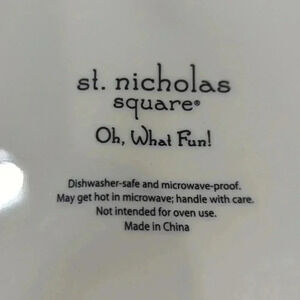 st. nicholas
square®
Oh, What Fun!
Dishwasher-safe and microwave-proof.
May get hot in microwave; handle with care.
Not intended for oven use.
Made in China